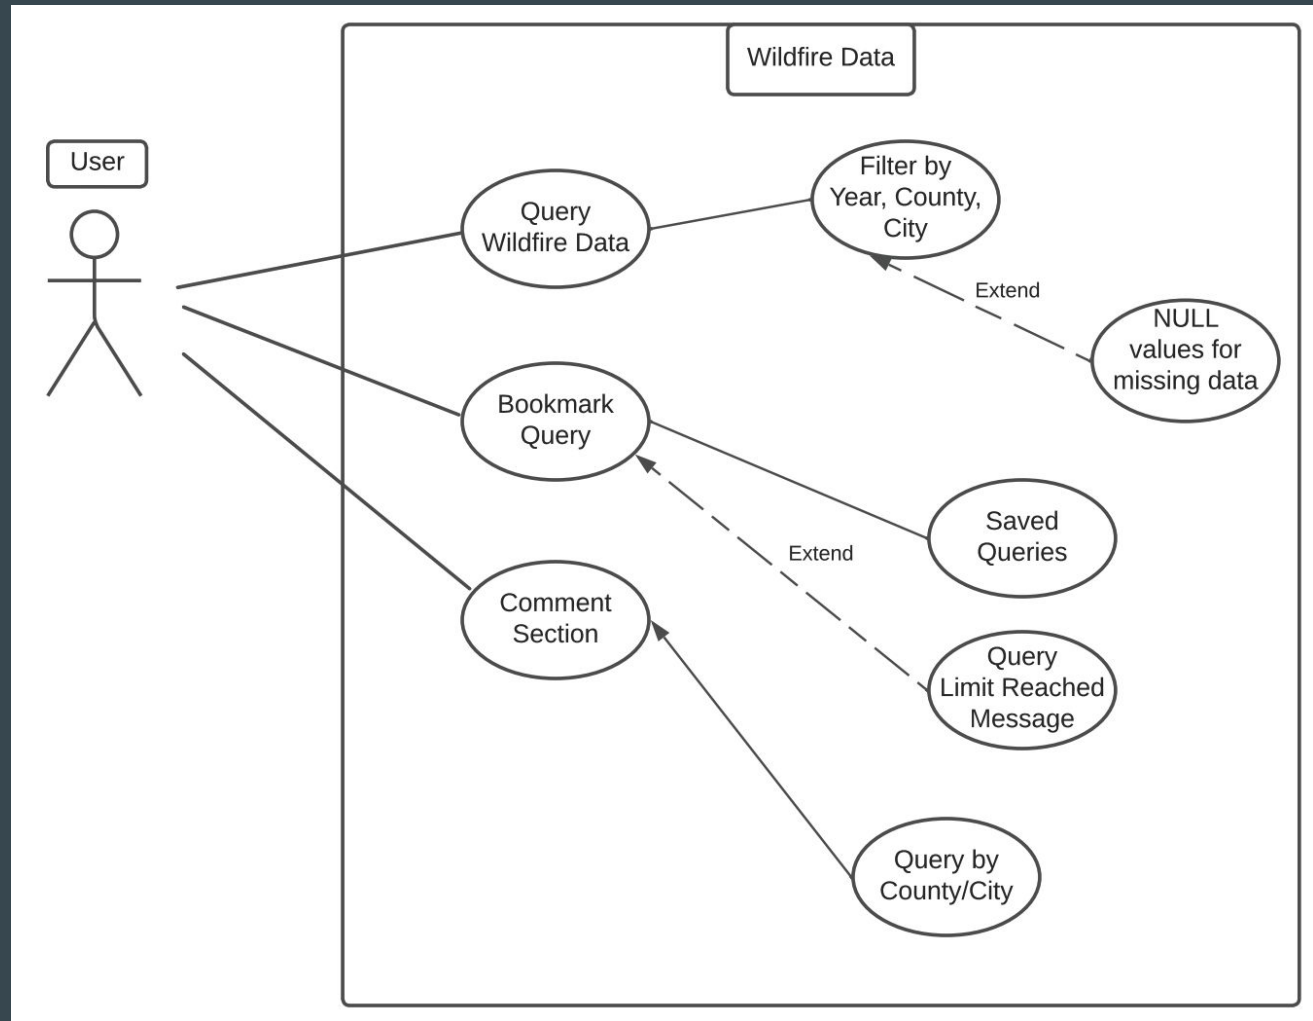 Wildfire Data
User
Query
Wildfire Data
Filter by
Year, County,
City
Extend
NULL
values for
missing data
Bookmark
Query
Saved
Queries
Extend
Comment
Section
Query
Limit Reached
Message
Query by
County/City